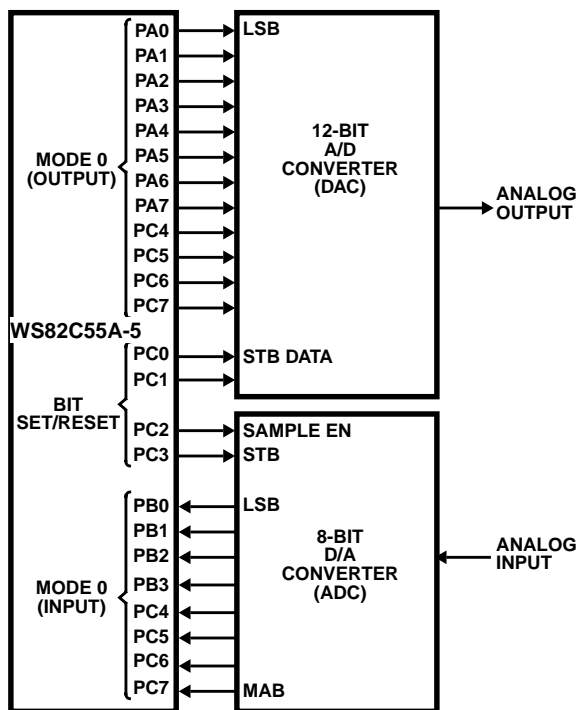 PA0
PA1
PA2
PA3
PA4
PA5
PA6
PA7
PC4
PC5
PC6
PC7
MODE 0
(OUTPUT)
LSB
12-BIT
A/D
CONVERTER
(DAC)
ANALOG
OUTPUT
WS82C55A-5
PC0
PC1
PC2
PC3
BIT
SET/RESET
STB DATA
SAMPLE EN
STB
PB0
PB1
PB2
PB3
PC4
PC5
PC6
PC7
MODE 0
(INPUT)
LSB
8-BIT
D/A
CONVERTER
(ADC)
MAB
ANALOG
INPUT